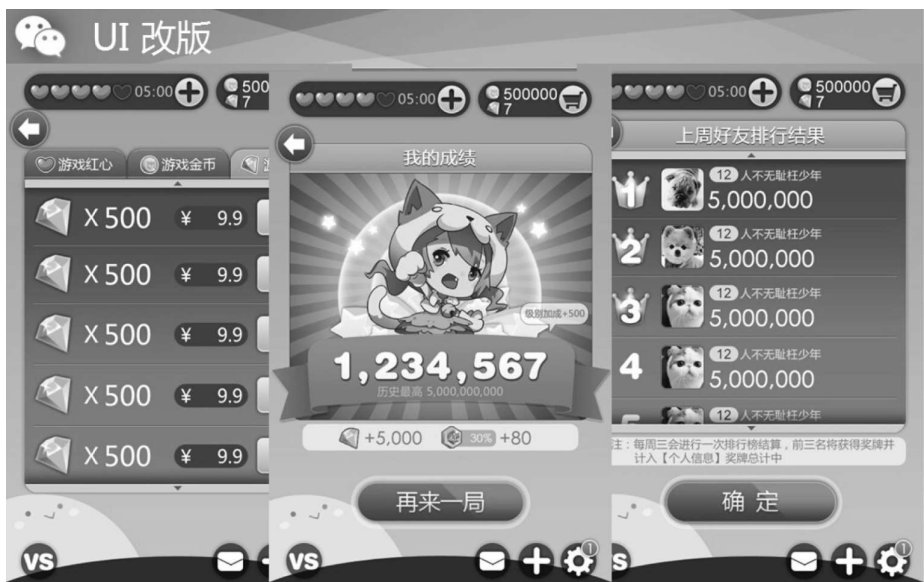 UI 改版
05:00
500
7
游戏红心
游戏金币
X 500 ¥ 9.9
X 500 ¥ 9.9
X 500 ¥ 9.9
X 500 ¥ 9.9
X 500 ¥ 9.9
VS
05:00
500000
7
我的成绩
级别加成+500
1,234,567
历史最高 5,000,000,000
+5,000 30% +80
再来一局
VS
1
05:00
500000
7
上周好友排行结果
1
12 人不无耻枉少年
5,000,000
2
12 人不无耻枉少年
5,000,000
3
12 人不无耻枉少年
5,000,000
4
12 人不无耻枉少年
5,000,000
12 人不无耻枉少年
注：每周三会进行一次排行榜结算，前三名将获得奖牌并
计入【个人信息】奖牌总计中
确 定
1